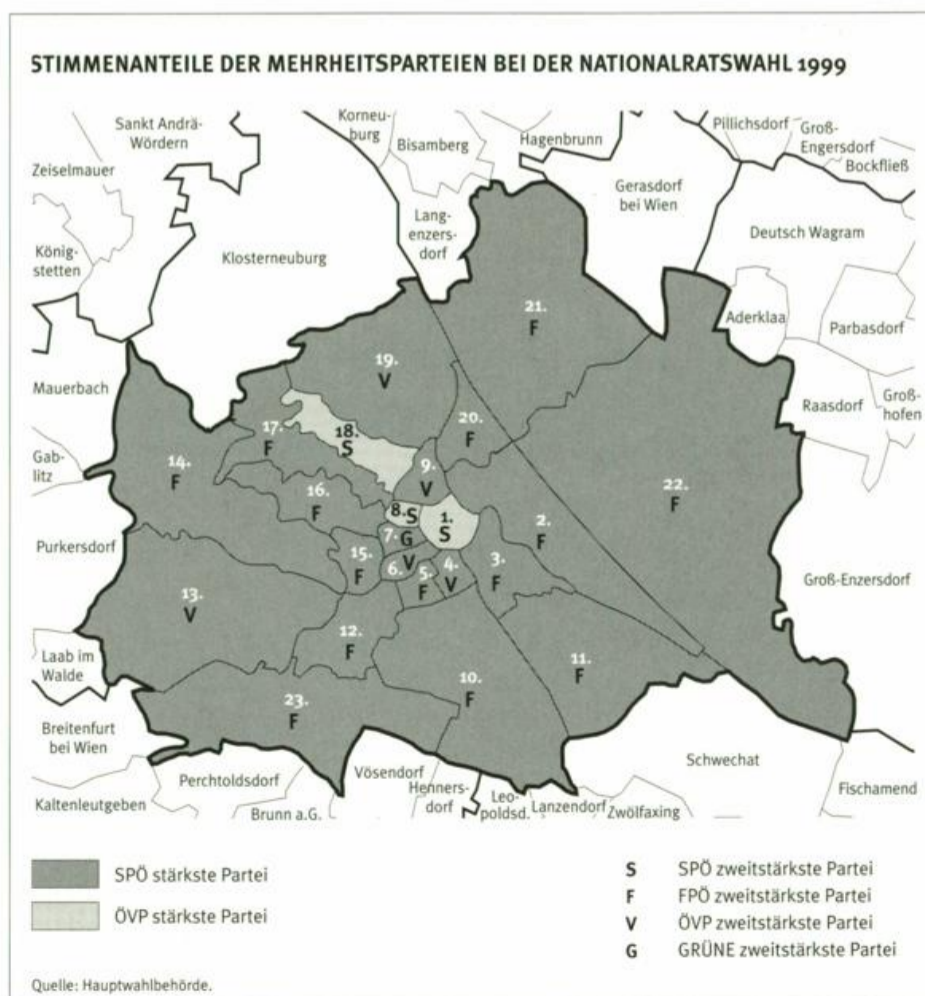 STIMMENANTEILE DER MEHRHEITSPARTEIEN BEI DER NATIONALRATSWAHL 1999
Sankt Andrä-
Wördern
Korneu-
burg
Bisamberg
Hagenbrunn
Pillichsdorf
Groß-
Engersdorf
Bockfließ
Zeiselmauer
Gerasdorf
bei Wien
Lang-
enzers-
dorf
Deutsch Wagram
König-
stetten
Klosterneuburg
21.
F
Aderklaa
Parbasdorf
19.
V
Mauerbach
Raasdorf
Groß-
hofen
17.
F
18.
S
20.
F
Gab-
litz
14.
F
9.
V
22.
F
16.
F
8. S
1.
S
2.
F
7.
G
Purkersdorf
15.
F
6.
V
5.
F
4.
V
3.
F
Groß-Enzersdorf
13.
V
12.
F
11.
F
Laab im
Walde
10.
F
23.
F
Breitenfurt
bei Wien
Schwechat
Perchtoldsdorf
Vösendorf
Kaltenleutgeben
Brunn a.G.
Henners-
dorf
Leo-
poldsd.
Lanzendorf
Zwölfaxing
Fischamend
SPÖ stärkste Partei
ÖVP stärkste Partei
S SPÖ zweitstärkste Partei
F FPÖ zweitstärkste Partei
V ÖVP zweitstärkste Partei
G GRÜNE zweitstärkste Partei
Quelle: Hauptwahlbehörde.